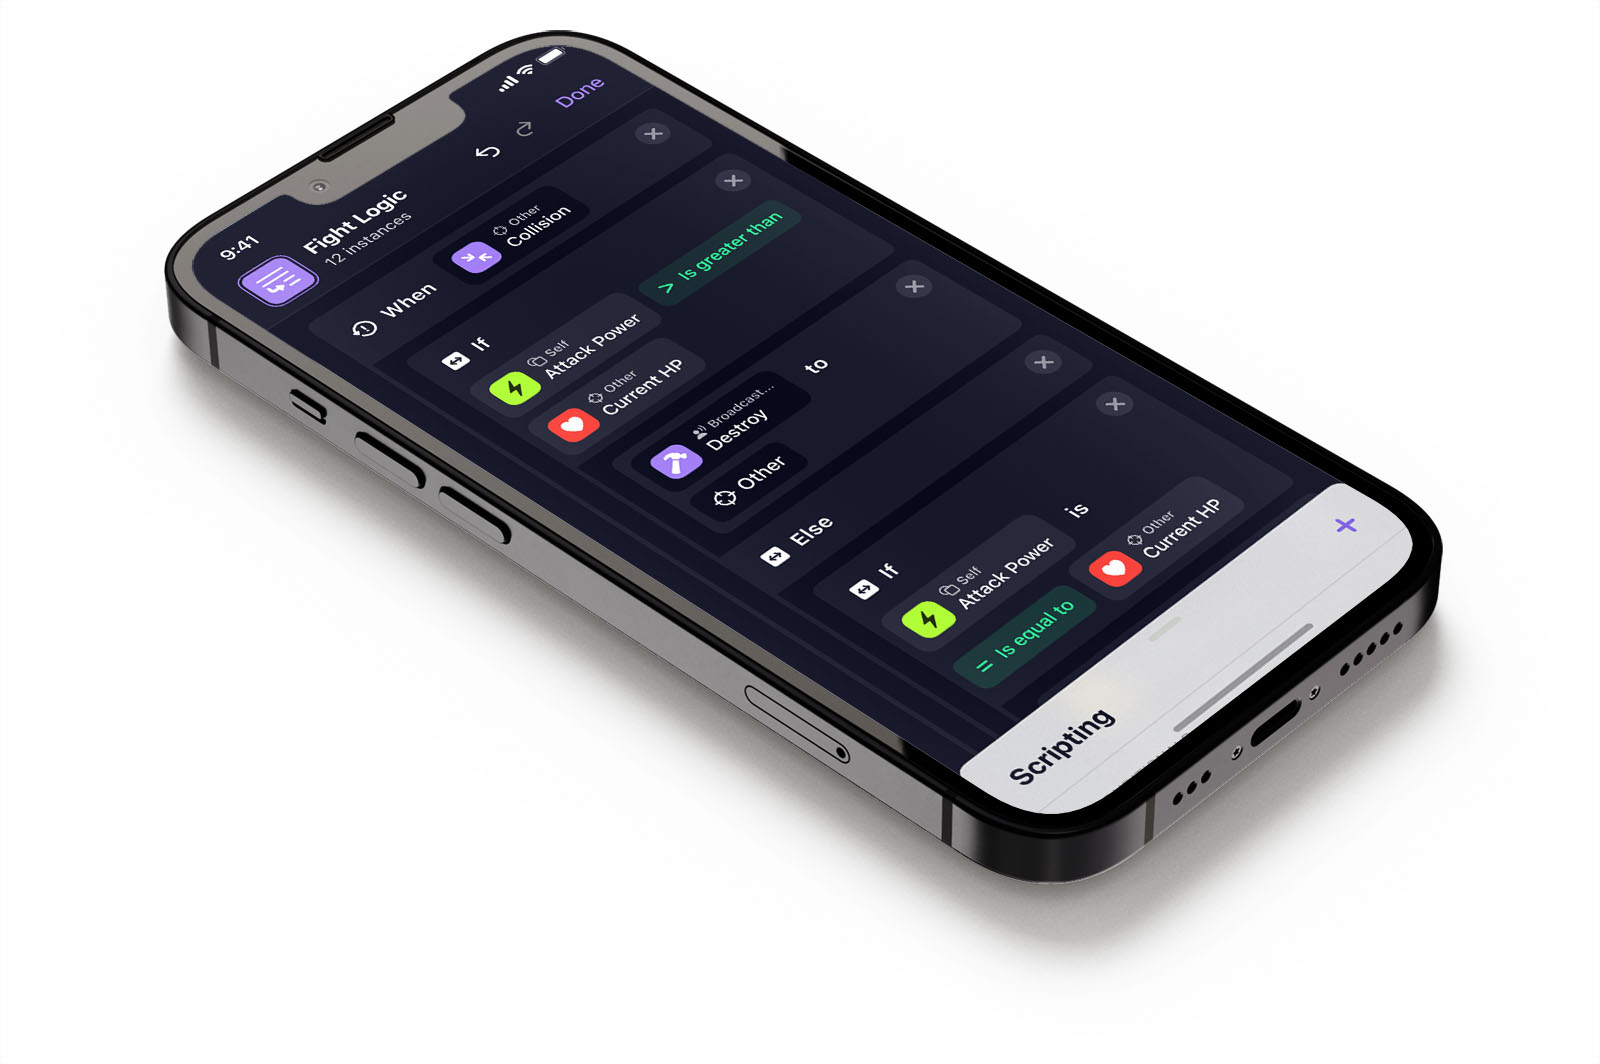 9:41
Fight Logic
12 instances
Done
When
Other
Collision
If
Self
Attack Power
> Is greater than
Other
Current HP
Broadcast...
Destroy
to
Other
Else
If
Self
Attack Power
is
= Is equal to
Other
Current HP
Scripting